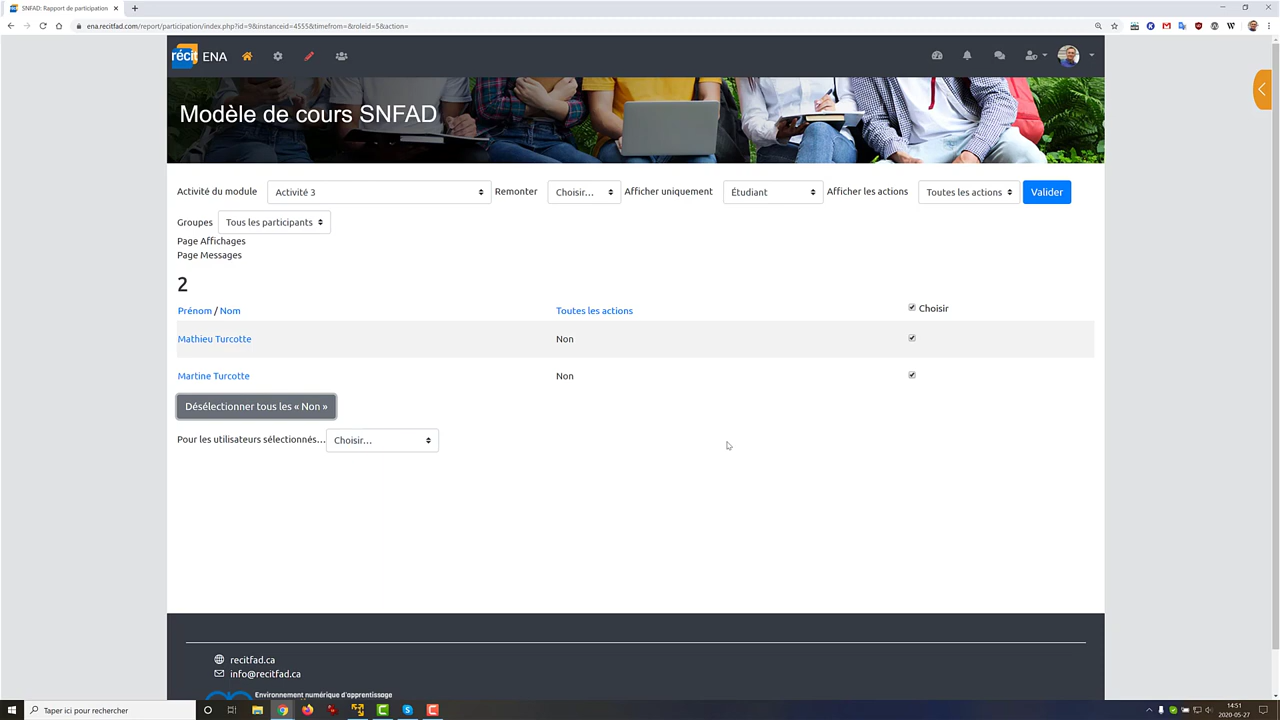 SNFAD: Rapport de participation
ena.recitfad.com/report/participation/index.php?id=9&instanceid=4555&timefrom=&roleid=5&action=
récit ENA
Modèle de cours SNFAD
Activité du module Activité 3 Remonter Choisir... Afficher uniquement Étudiant Afficher les actions Toutes les actions Valider
Groupes Tous les participants
Page Affichages
Page Messages
2
Prénom / Nom Toutes les actions Choisir
Mathieu Turcotte Non
Martine Turcotte Non
Désélectionner tous les « Non »
Pour les utilisateurs sélectionnés... Choisir...
recitfad.ca
info@recitfad.ca
Environnement numérique d'apprentissage
Taper ici pour rechercher
14:51
2020-05-27